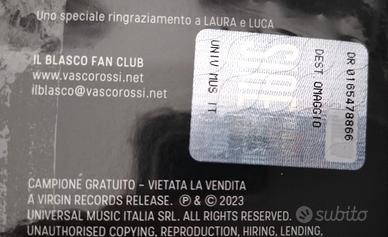 Uno speciale ringraziamento a LAURA e LUCA
IL BLASCO FAN CLUB
www.vascorossi.net
ilblasco@vascorossi.net
SIAE
UNIV MUS IT
DEST. OMAGGIO
DR 0165478866
CAMPIONE GRATUITO – VIETATA LA VENDITA
A VIRGIN RECORDS RELEASE. Ⓟ & © 2023
UNIVERSAL MUSIC ITALIA SRL. ALL RIGHTS RESERVED.
UNAUTHORISED COPYING, REPRODUCTION, HIRING, LENDING,
subito